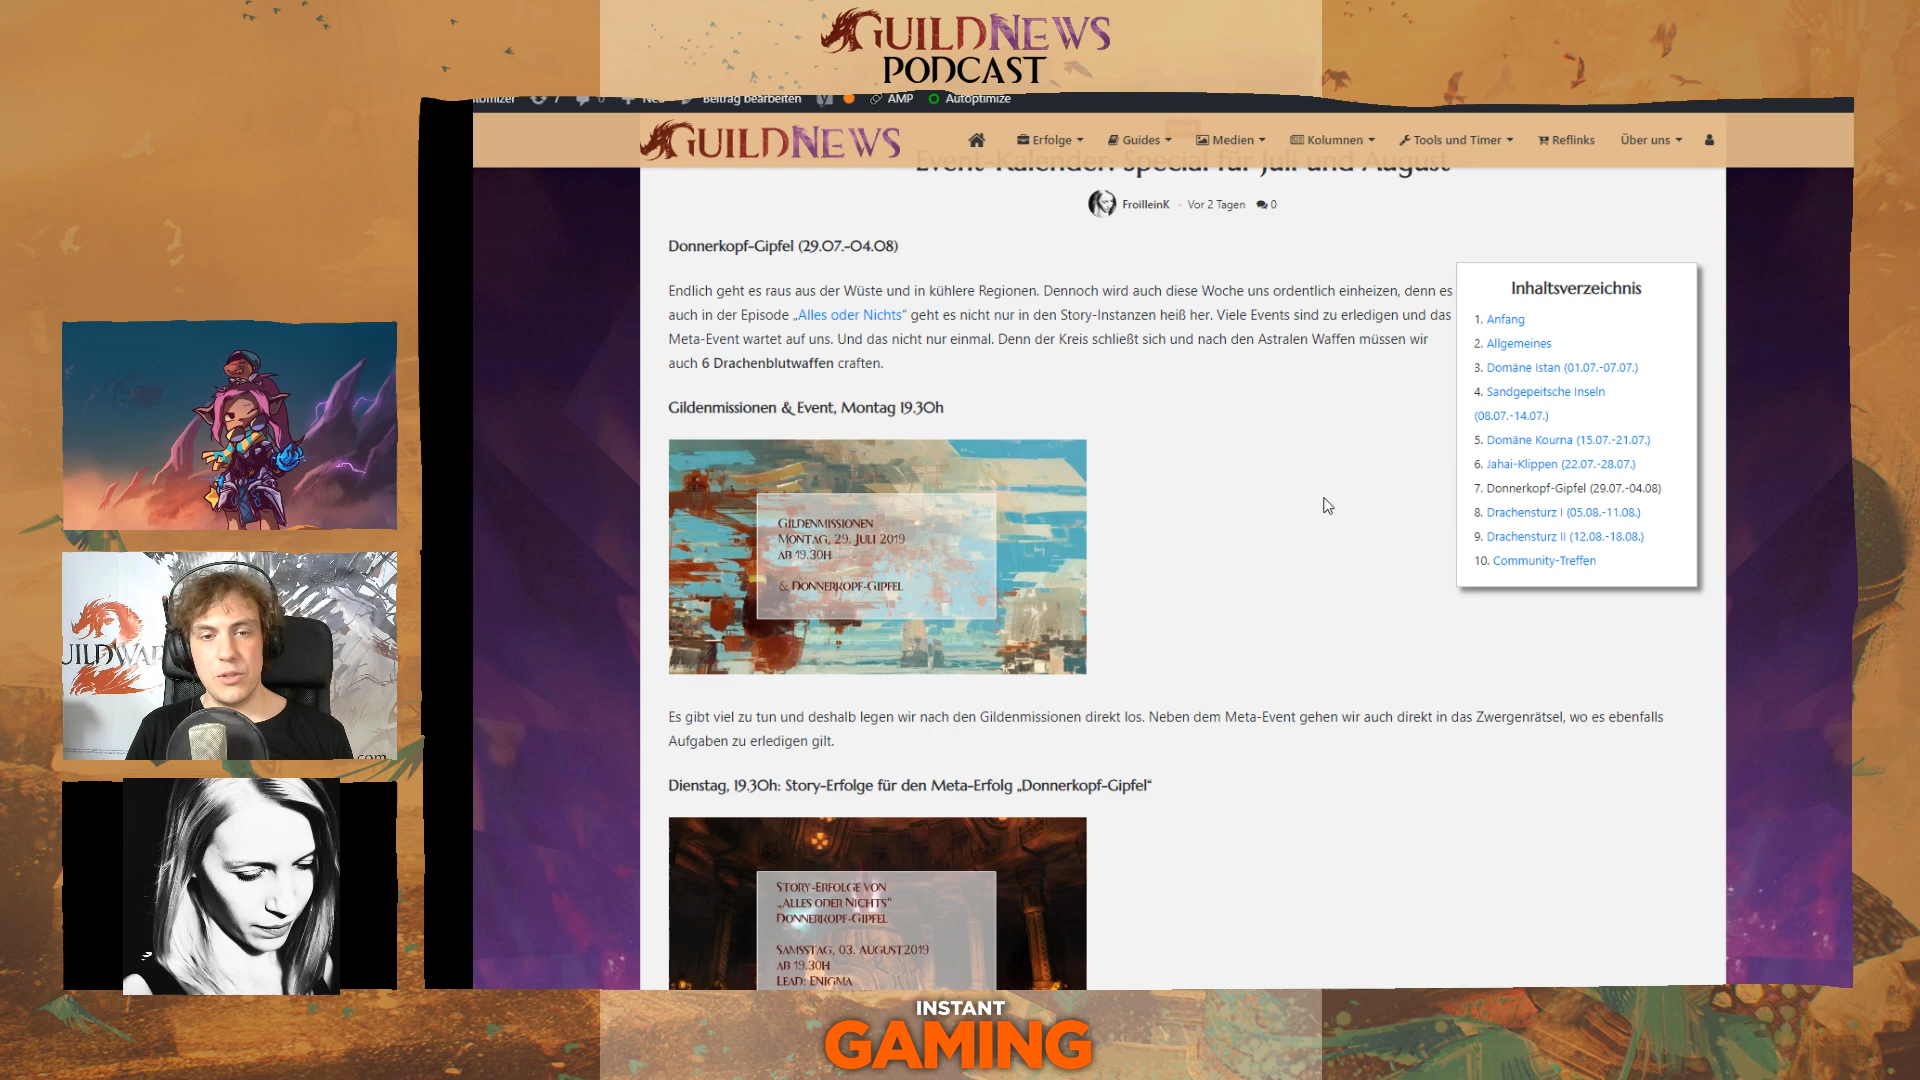 GUILDNEWS
PODCAST
Beitrag bearbeiten
AMP
Autoptimize
GUILDNEWS
Erfolge
Guides
Medien
Kolumnen
Tools und Timer
Reflinks
Über uns
Event-Kalender: Special für Juli und August
FroilleinK
Vor 2 Tagen
0
Donnerkopf-Gipfel (29.07.-04.08)
Endlich geht es raus aus der Wüste und in kühlere Regionen. Dennoch wird auch diese Woche uns ordentlich einheizen, denn es
auch in der Episode „Alles oder Nichts“ geht es nicht nur in den Story-Instanzen heiß her. Viele Events sind zu erledigen und das
Meta-Event wartet auf uns. Und das nicht nur einmal. Denn der Kreis schließt sich und nach den Astralen Waffen müssen wir
auch 6 Drachenblutwaffen craften.
Inhaltsverzeichnis
1. Anfang
2. Allgemeines
3. Domäne Istan (01.07.-07.07.)
4. Sandgepeitsche Inseln
(08.07.-14.07.)
5. Domäne Kourna (15.07.-21.07.)
6. Jahai-Klippen (22.07.-28.07.)
7. Donnerkopf-Gipfel (29.07.-04.08)
8. Drachensturz I (05.08.-11.08.)
9. Drachensturz II (12.08.-18.08.)
10. Community-Treffen
Gildenmissionen & Event, Montag 19.30h
Gildenmissionen
Montag, 29. Juli 2019
ab 19.30h
& Donnerkopf-Gipfel
Es gibt viel zu tun und deshalb legen wir nach den Gildenmissionen direkt los. Neben dem Meta-Event gehen wir auch direkt in das Zwergenrätsel, wo es ebenfalls
Aufgaben zu erledigen gilt.
Dienstag, 19.30h: Story-Erfolge für den Meta-Erfolg „Donnerkopf-Gipfel“
Story-Erfolge von
„Alles oder Nichts“
Donnerkopf-Gipfel
Samsstag, 03. August2019
ab 19.30h
Lead: Enigma
UILDWAR
.com
INSTANT
GAMING